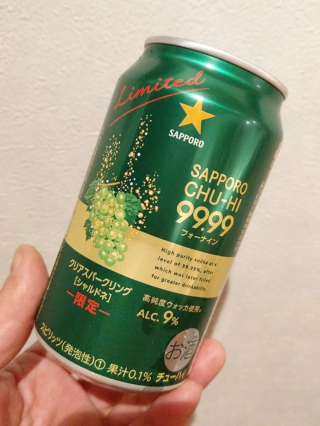 Limited
SAPPORO
SAPPORO
CHU-HI
99.99
フォーナイン
High purity vodka at a
level of 99.99%, after
which was later filled
for greater drinkability.
クリアスパークリング
[シャルドネ]
—限定—
高純度ウォッカ使用。
ALC. 9%
お酒
スピリッツ(発泡性)① 果汁0.1% チューハイ